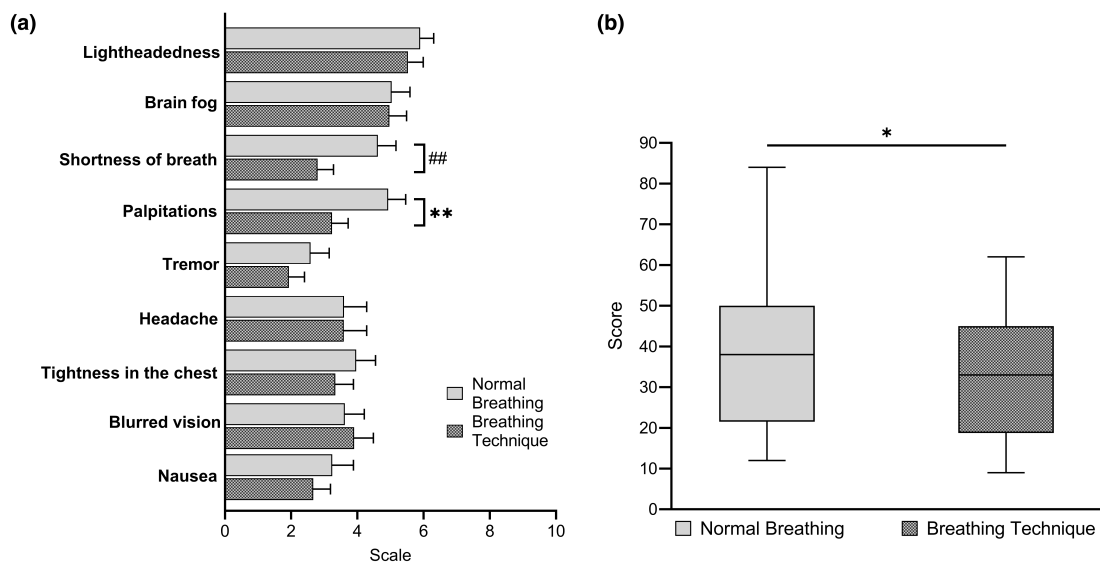 (a)
Lightheadedness
Brain fog
Shortness of breath
##
Palpitations
**
Tremor
Headache
Tightness in the chest
Blurred vision
Nausea
Normal
Breathing
Breathing
Technique
0 2 4 6 8 10
Scale
(b)
*
90
80
70
60
50
40
30
20
10
0
Score
Normal Breathing
Breathing Technique